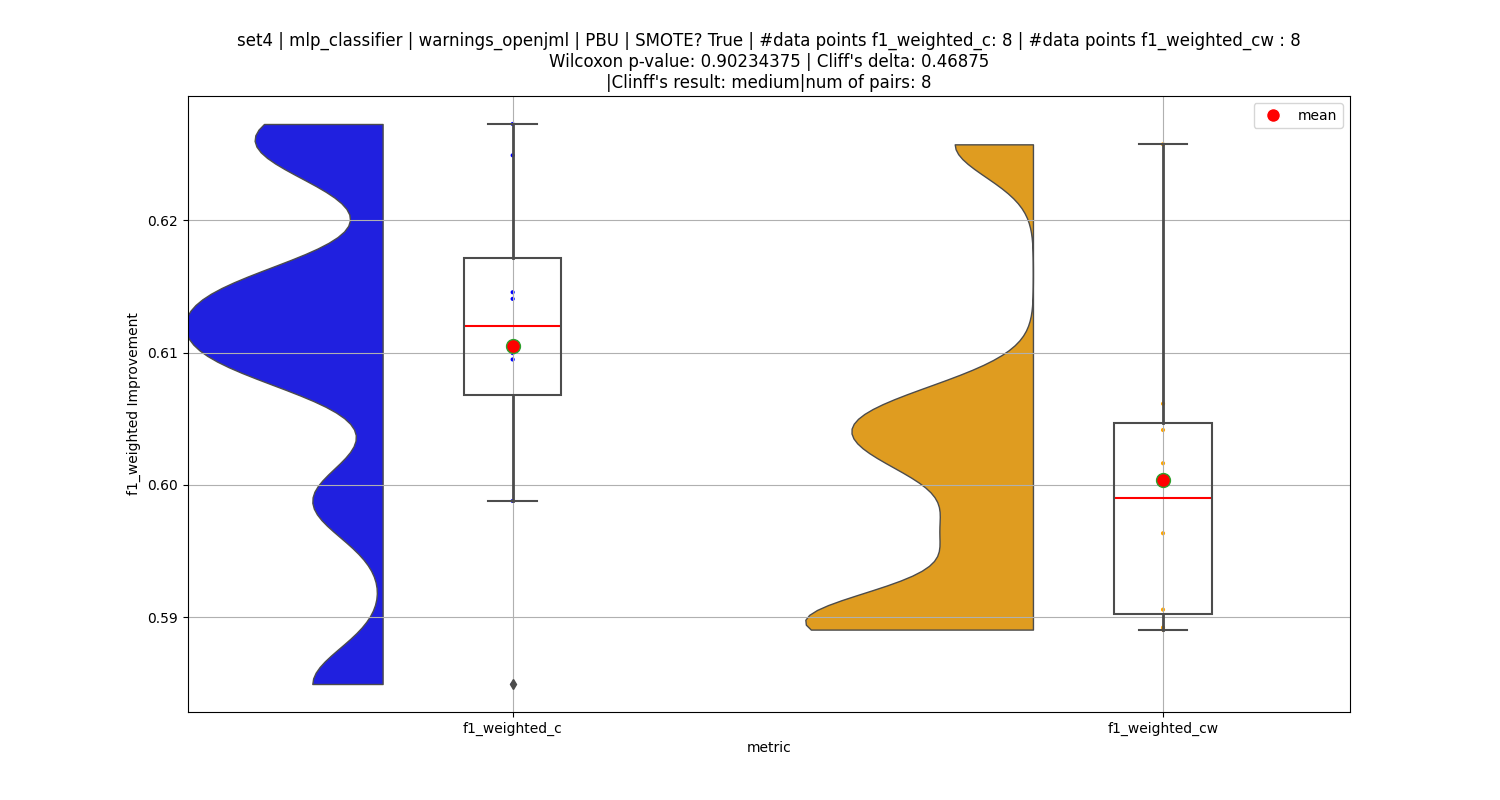 set4 | mlp_classifier | warnings_openjml | PBU | SMOTE? True | #data points f1_weighted_c: 8 | #data points f1_weighted_cw : 8
Wilcoxon p-value: 0.90234375 | Cliff's delta: 0.46875
|Clinff's result: medium|num of pairs: 8
mean
0.62
0.61
0.60
0.59
f1_weighted Improvement
f1_weighted_c
f1_weighted_cw
metric